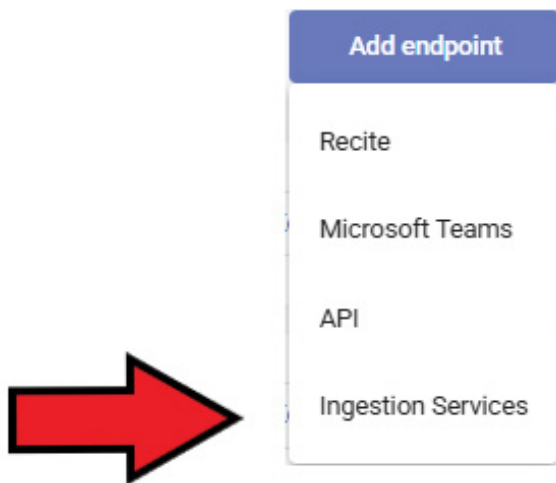 Add endpoint
Recite
Microsoft Teams
API
Ingestion Services